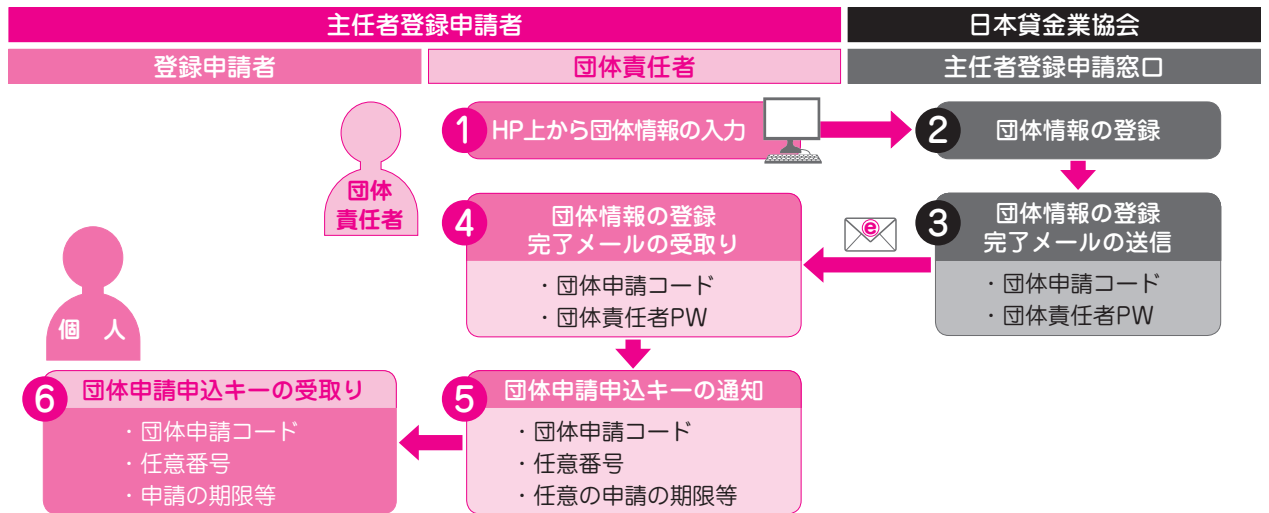 主任者登録申請者
日本貸金業協会
登録申請者
団体責任者
主任者登録申請窓口
団体
責任者
個 人
1 HP上から団体情報の入力
2 団体情報の登録
3 団体情報の登録
完了メールの送信
・団体申請コード
・団体責任者PW
e
4 団体情報の登録
完了メールの受取り
・団体申請コード
・団体責任者PW
5 団体申請申込キーの通知
・団体申請コード
・任意番号
・任意の申請の期限等
6 団体申請申込キーの受取り
・団体申請コード
・任意番号
・申請の期限等